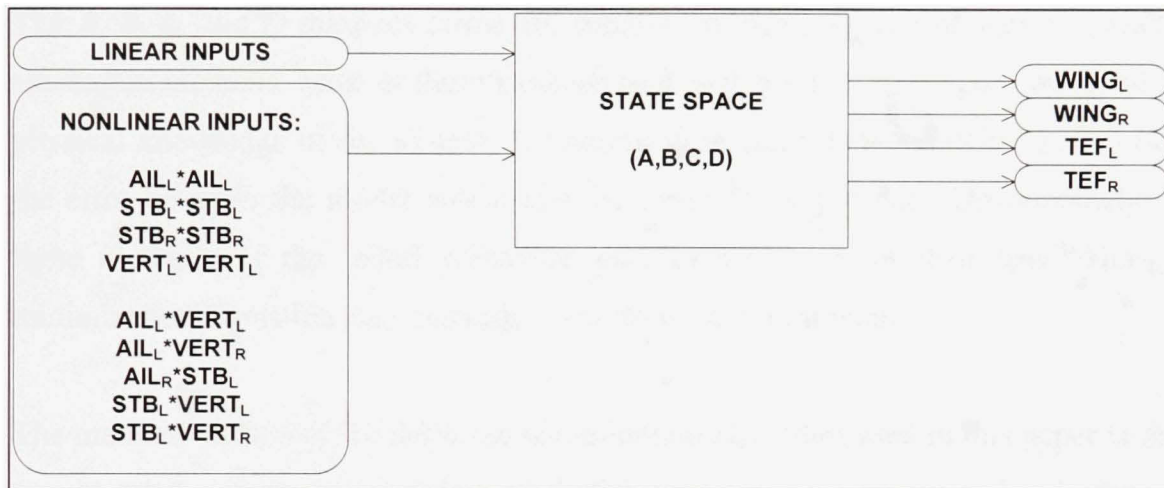 LINEAR INPUTS
NONLINEAR INPUTS:
AIL_L*AIL_L
STB_L*STB_L
STB_R*STB_R
VERT_L*VERT_L
AIL_L*VERT_L
AIL_L*VERT_R
AIL_R*STB_L
STB_L*VERT_L
STB_L*VERT_R
STATE SPACE
(A,B,C,D)
WING_L
WING_R
TEF_L
TEF_R